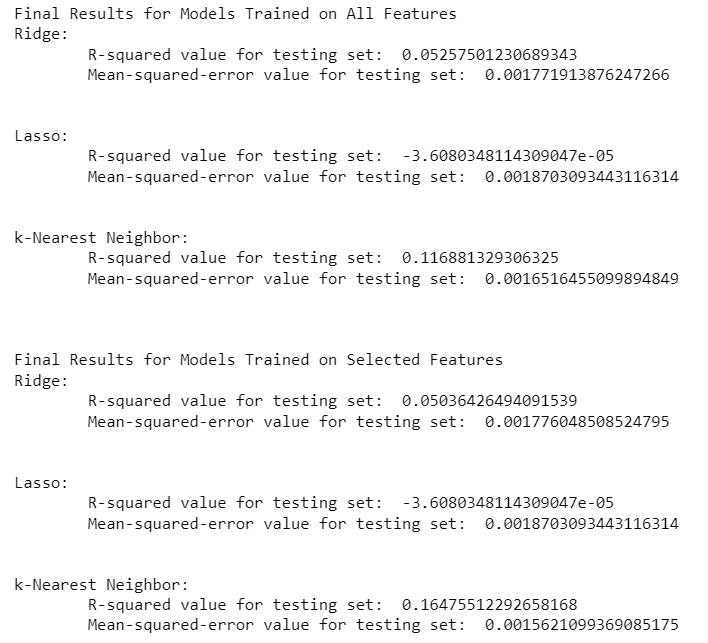 Final Results for Models Trained on All Features
Ridge:
R-squared value for testing set:  0.05257501230689343
Mean-squared-error value for testing set:  0.001771913876247266
Lasso:
R-squared value for testing set:  -3.6080348114309047e-05
Mean-squared-error value for testing set:  0.0018703093443116314
k-Nearest Neighbor:
R-squared value for testing set:  0.116881329306325
Mean-squared-error value for testing set:  0.0016516455099894849
Final Results for Models Trained on Selected Features
Ridge:
R-squared value for testing set:  0.05036426494091539
Mean-squared-error value for testing set:  0.001776048508524795
Lasso:
R-squared value for testing set:  -3.6080348114309047e-05
Mean-squared-error value for testing set:  0.0018703093443116314
k-Nearest Neighbor:
R-squared value for testing set:  0.16475512292658168
Mean-squared-error value for testing set:  0.0015621099369085175